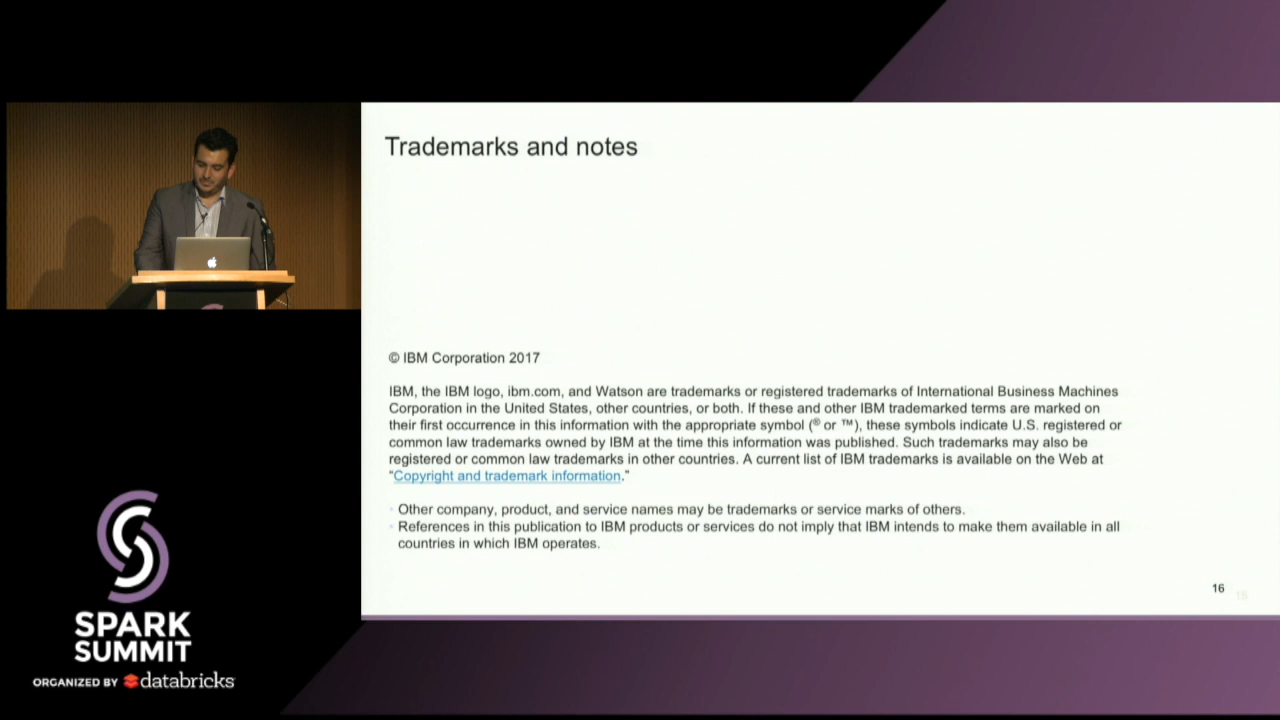 Trademarks and notes
© IBM Corporation 2017
IBM, the IBM logo, ibm.com, and Watson are trademarks or registered trademarks of International Business Machines
Corporation in the United States, other countries, or both. If these and other IBM trademarked terms are marked on
their first occurrence in this information with the appropriate symbol (® or ™), these symbols indicate U.S. registered or
common law trademarks owned by IBM at the time this information was published. Such trademarks may also be
registered or common law trademarks in other countries. A current list of IBM trademarks is available on the Web at
“Copyright and trademark information.”
Other company, product, and service names may be trademarks or service marks of others.
References in this publication to IBM products or services do not imply that IBM intends to make them available in all
countries in which IBM operates.
16
SPARK
SUMMIT
ORGANIZED BY databricks